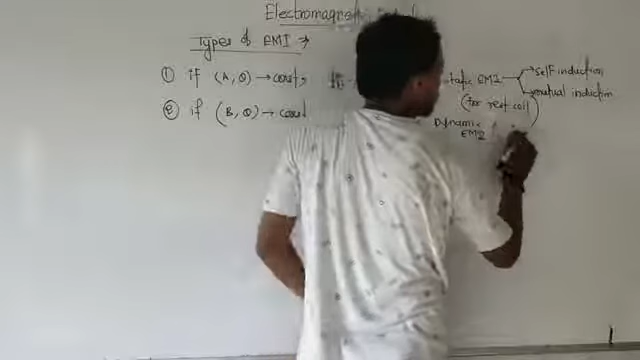 Electromagnetic
Types of EMI →
① if (A, θ) → const, static EMI → self induction
→ mutual induction
(for rest coil)
② if (B, θ) → const Dynamic
EMI